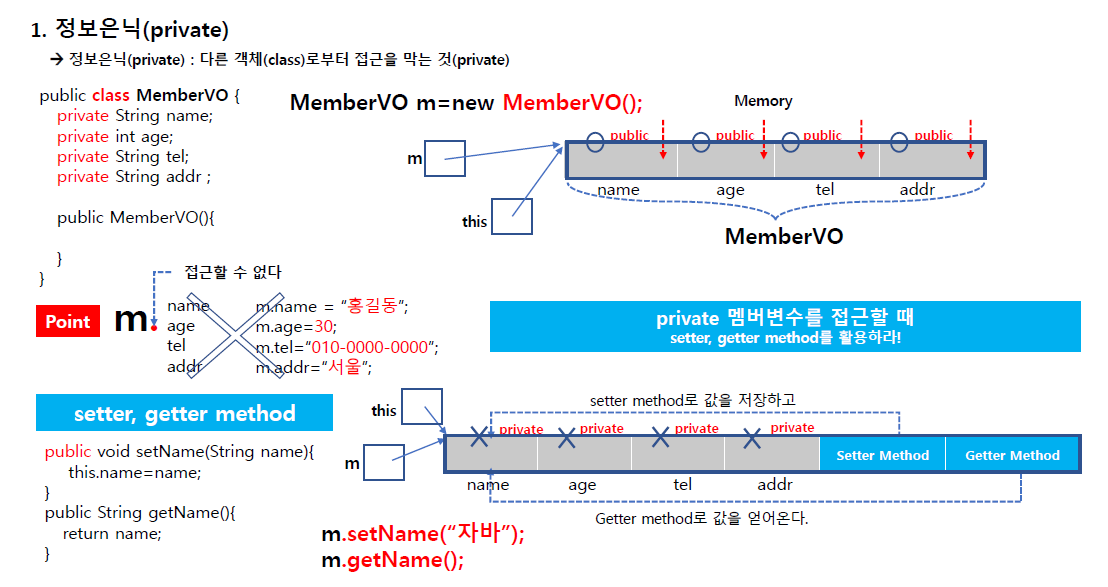 1. 정보은닉(private)
→ 정보은닉(private) : 다른 객체(class)로부터 접근을 막는 것(private)
public class MemberVO {
private String name;
private int age;
private String tel;
private String addr ;
public MemberVO(){
}
}
MemberVO m=new MemberVO();
Memory
public public public public
m
this
name age tel addr
MemberVO
접근할 수 없다
Point
m.
name
age
tel
addr
m.name = “홍길동”;
m.age=30;
m.tel=“010-0000-0000”;
m.addr=“서울”;
private 멤버변수를 접근할 때
setter, getter method를 활용하라!
setter, getter method
public void setName(String name){
this.name=name;
}
public String getName(){
return name;
}
this
m
setter method로 값을 저장하고
private private private private
Setter Method Getter Method
name age tel addr
Getter method로 값을 얻어온다.
m.setName(“자바”);
m.getName();